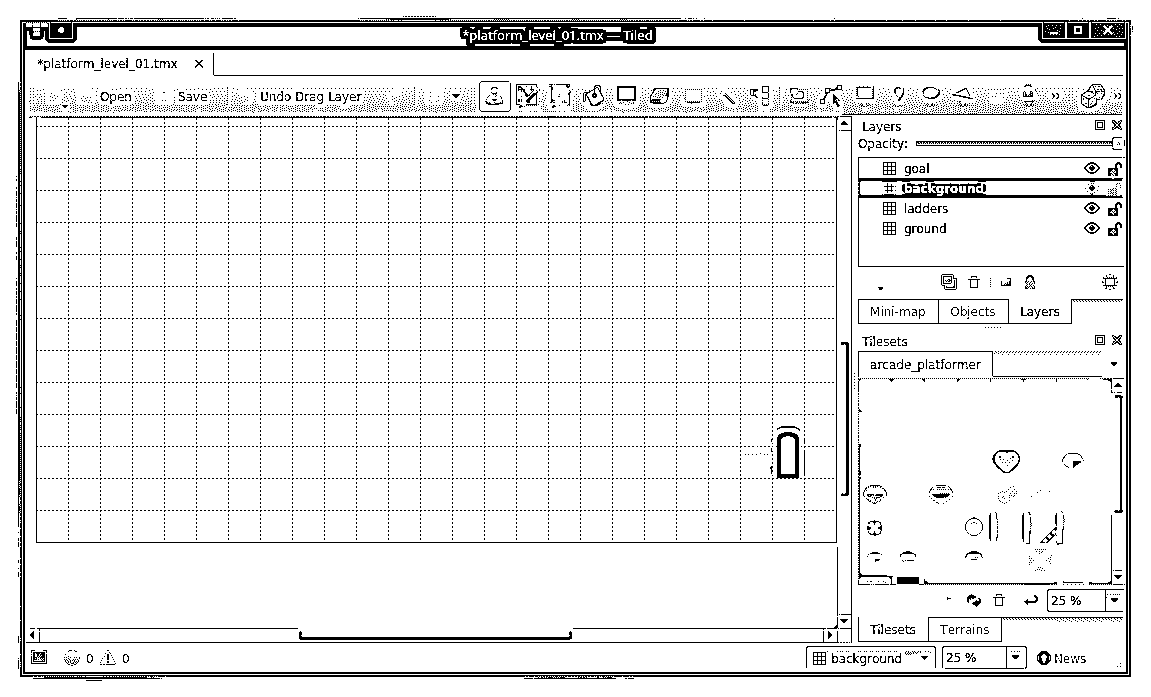 *platform_level_01.tmx — Tiled
*platform_level_01.tmx
Open Save Undo Drag Layer
Layers
Opacity:
goal
background
ladders
ground
Mini-map Objects Layers
Tilesets
arcade_platformer
25 %
Tilesets Terrains
0 0 background 25 % News